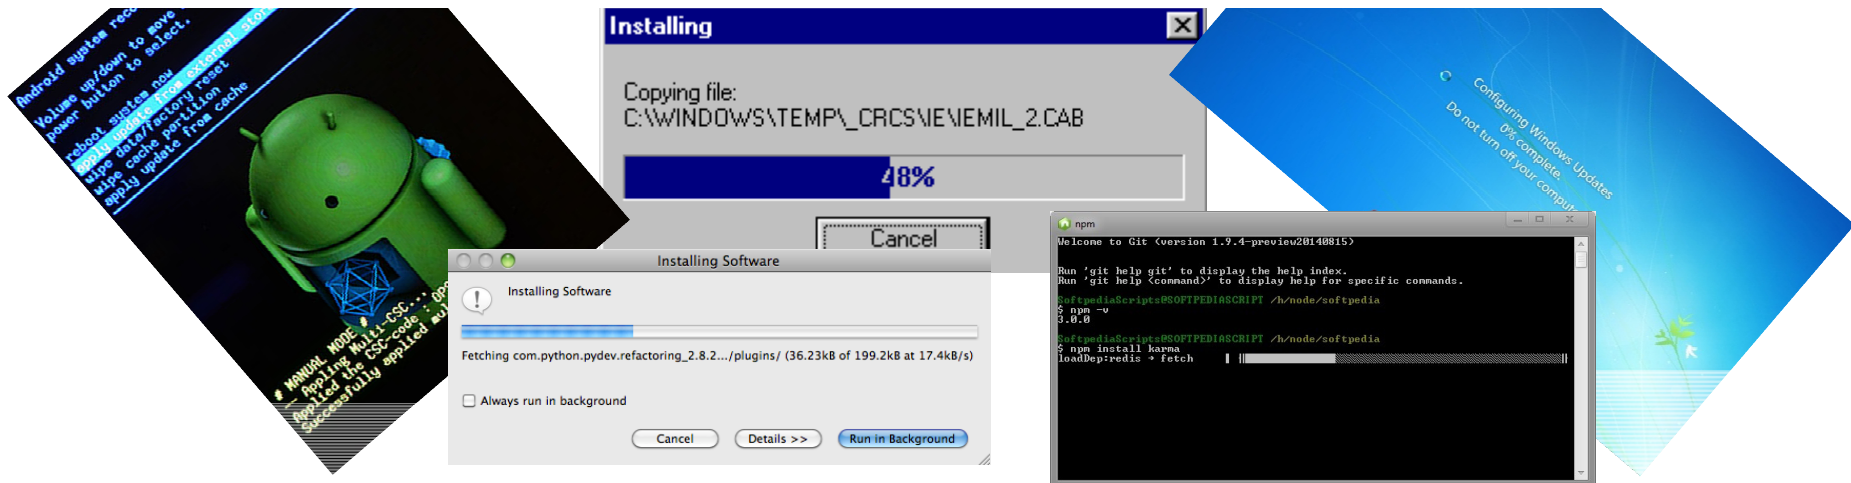 Android system reco
Volume up/down to move
power button to select.
reboot system now
apply update from external stor
wipe data/factory reset
wipe cache partition
apply update from cache
# MANUAL MODE #
-- Appling Multi-CSC...
Applied the CSC-code :
Successfully applied mul
Installing
Copying file:
C:\WINDOWS\TEMP\_CRCS\IE\IEMIL_2.CAB
48%
Cancel
Installing Software
Installing Software
Fetching com.python.pydev.refactoring_2.8.2.../plugins/ (36.23kB of 199.2kB at 17.4kB/s)
Always run in background
Cancel
Details >>
Run in Background
Configuring Windows Updates
0% complete.
Do not turn off your compute
npm
Welcome to Git (version 1.9.4-preview20140815)
Run 'git help git' to display the help index.
Run 'git help <command>' to display help for specific commands.
SoftpediaScripts@SOFTPEDIASCRIPT /h/node/softpedia
$ npm -v
3.0.0
SoftpediaScripts@SOFTPEDIASCRIPT /h/node/softpedia
$ npm install karma
loadDep:redis → fetch